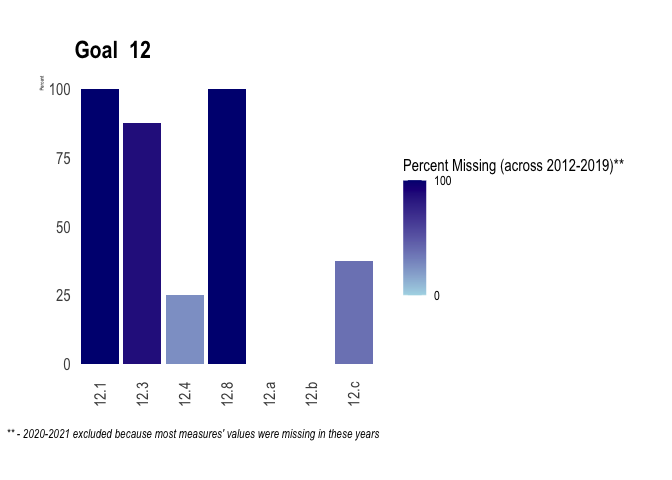 Goal 12
Percent
100
75
50
25
0
12.1
12.3
12.4
12.8
12.a
12.b
12.c
Percent Missing (across 2012-2019)**
100
0
** - 2020-2021 excluded because most measures' values were missing in these years